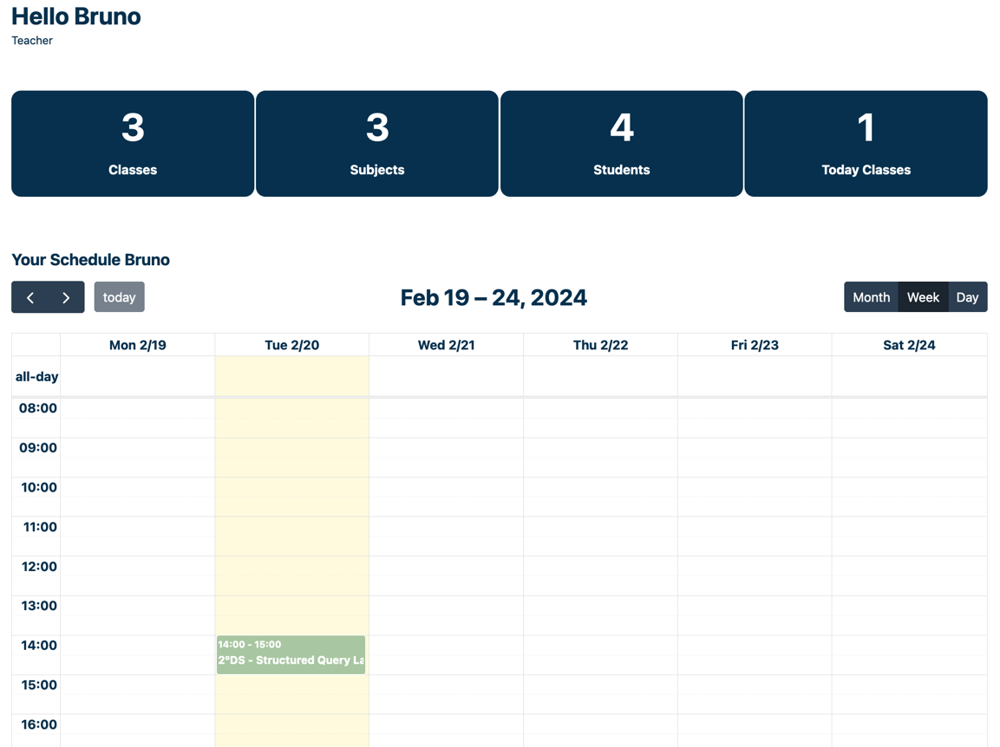 Hello Bruno
Teacher
3
Classes
3
Subjects
4
Students
1
Today Classes
Your Schedule Bruno
today
Feb 19 – 24, 2024
Month Week Day
Mon 2/19 Tue 2/20 Wed 2/21 Thu 2/22 Fri 2/23 Sat 2/24
all-day
08:00
09:00
10:00
11:00
12:00
13:00
14:00
14:00 - 15:00
2ºDS - Structured Query La
15:00
16:00